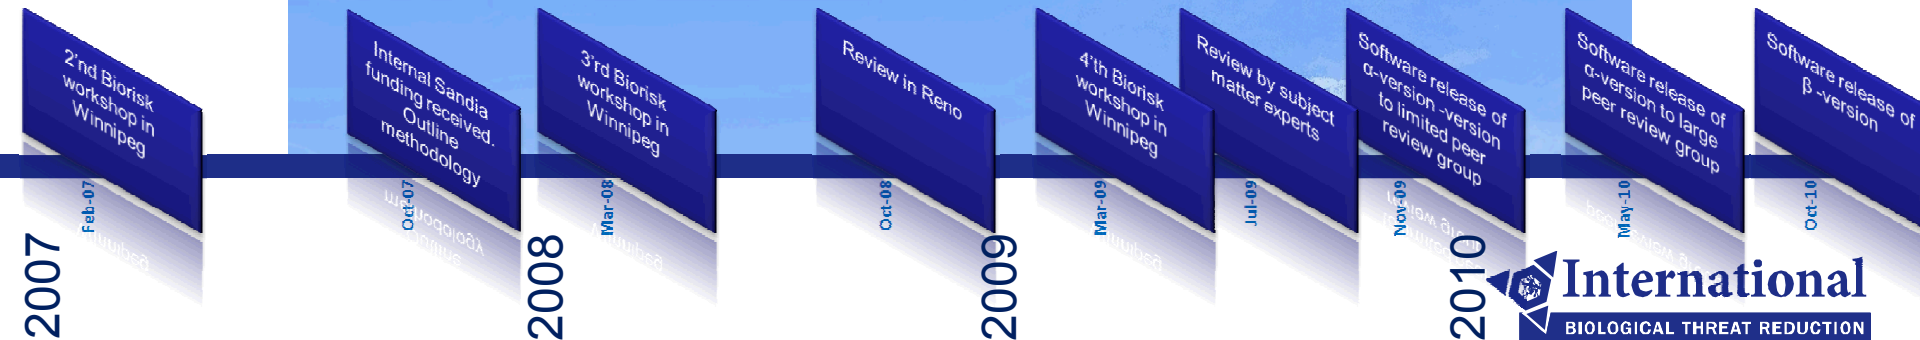 2'nd Biorisk
workshop in
Winnipeg
Internal Sandia
funding received.
Outline
methodology
3'rd Biorisk
workshop in
Winnipeg
Review in Reno
4'th Biorisk
workshop in
Winnipeg
Review by subject
matter experts
Software release of
α-version -version
to limited peer
review group
Software release of
α-version to large
peer review group
Software release of
β -version
Feb-07
Oct-07
Mar-08
Oct-08
Mar-09
Jul-09
Nov-09
May-10
Oct-10
2007
2008
2009
2010
International
BIOLOGICAL THREAT REDUCTION